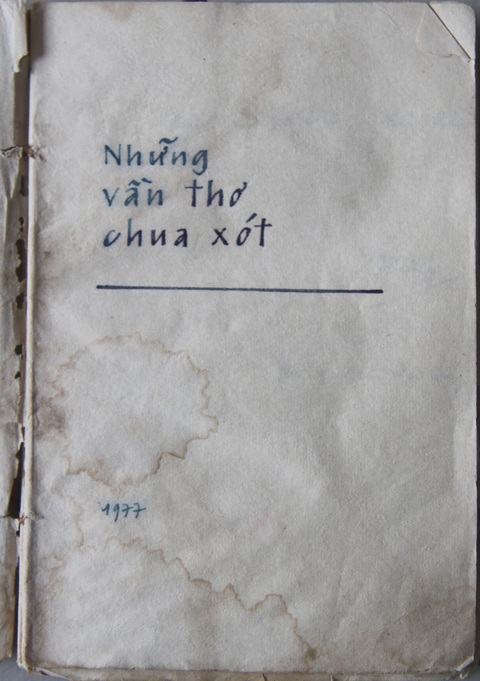 Những
vần thơ
chua xót
1977